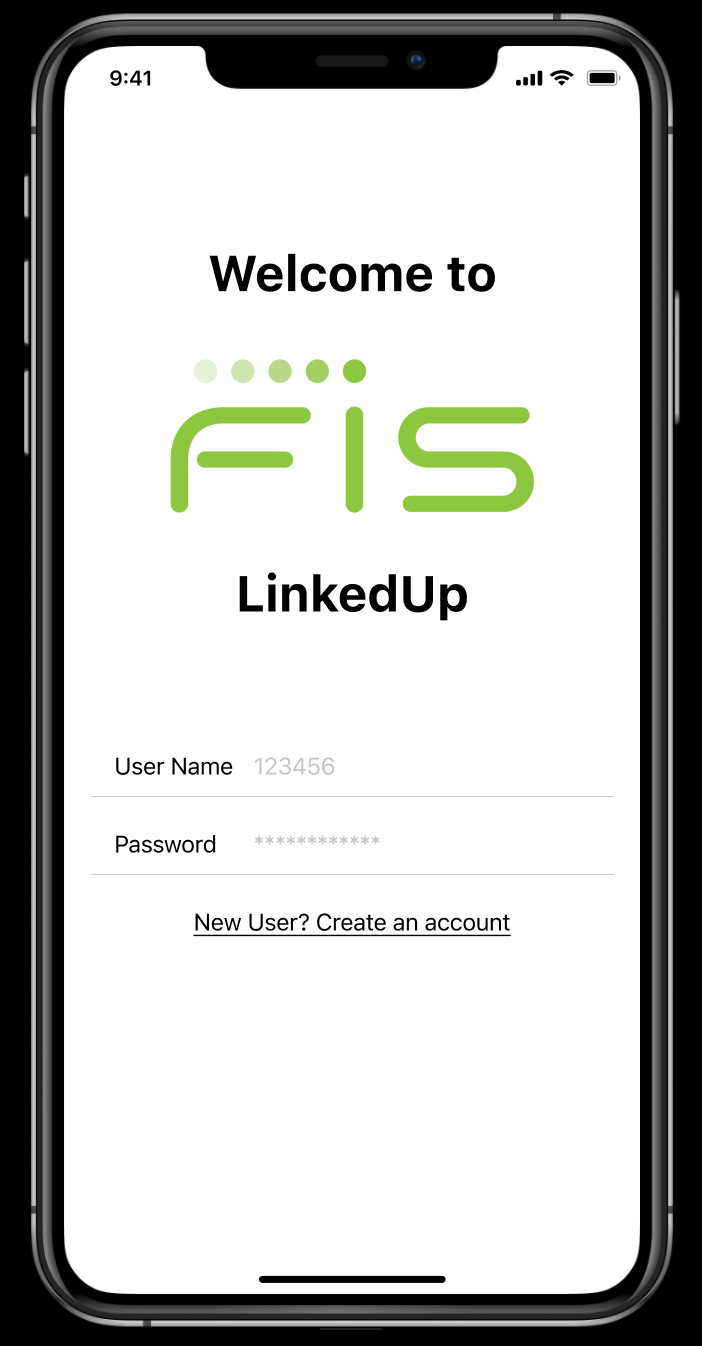 9:41
Welcome to
FIS
LinkedUp
User Name 123456
Password ************
New User? Create an account